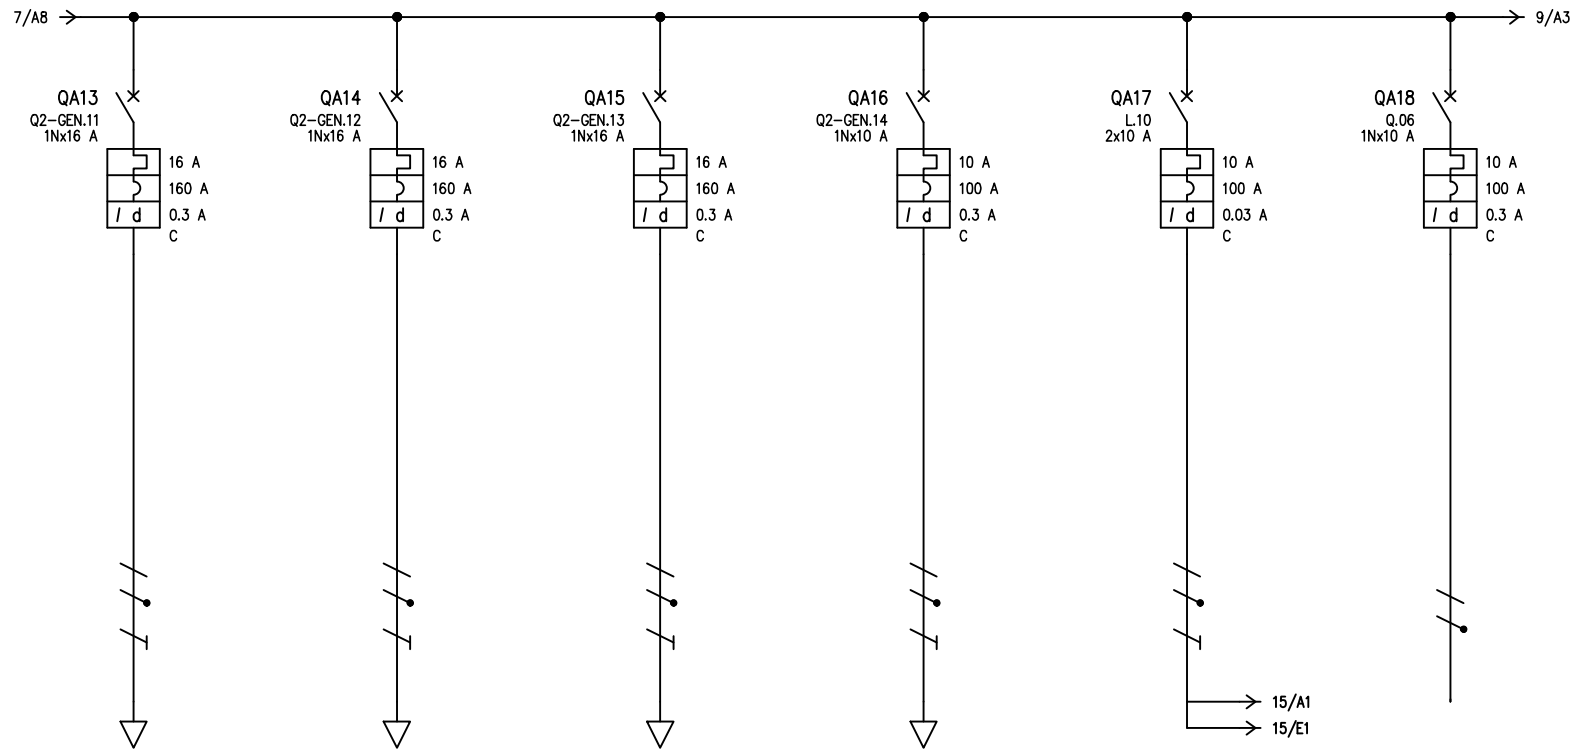 7/A8
9/A3
QA13
Q2-GEN.11
1Nx16 A
16 A
160 A
I d
0.3 A
C
QA14
Q2-GEN.12
1Nx16 A
16 A
160 A
I d
0.3 A
C
QA15
Q2-GEN.13
1Nx16 A
16 A
160 A
I d
0.3 A
C
QA16
Q2-GEN.14
1Nx10 A
10 A
100 A
I d
0.3 A
C
QA17
L.10
2x10 A
10 A
100 A
I d
0.03 A
C
QA18
Q.06
1Nx10 A
10 A
100 A
I d
0.3 A
C
15/A1
15/E1